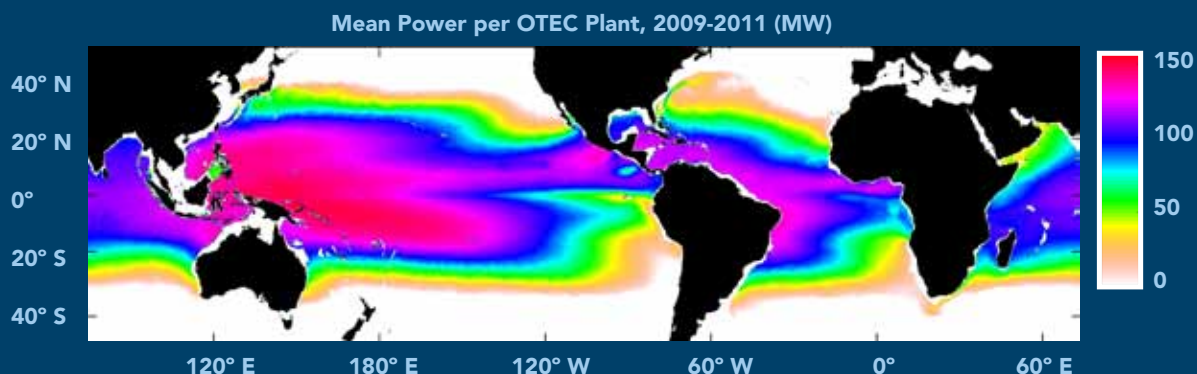 Mean Power per OTEC Plant, 2009-2011 (MW)
40° N
20° N
0°
20° S
40° S
150
100
50
0
120° E 180° E 120° W 60° W 0° 60° E